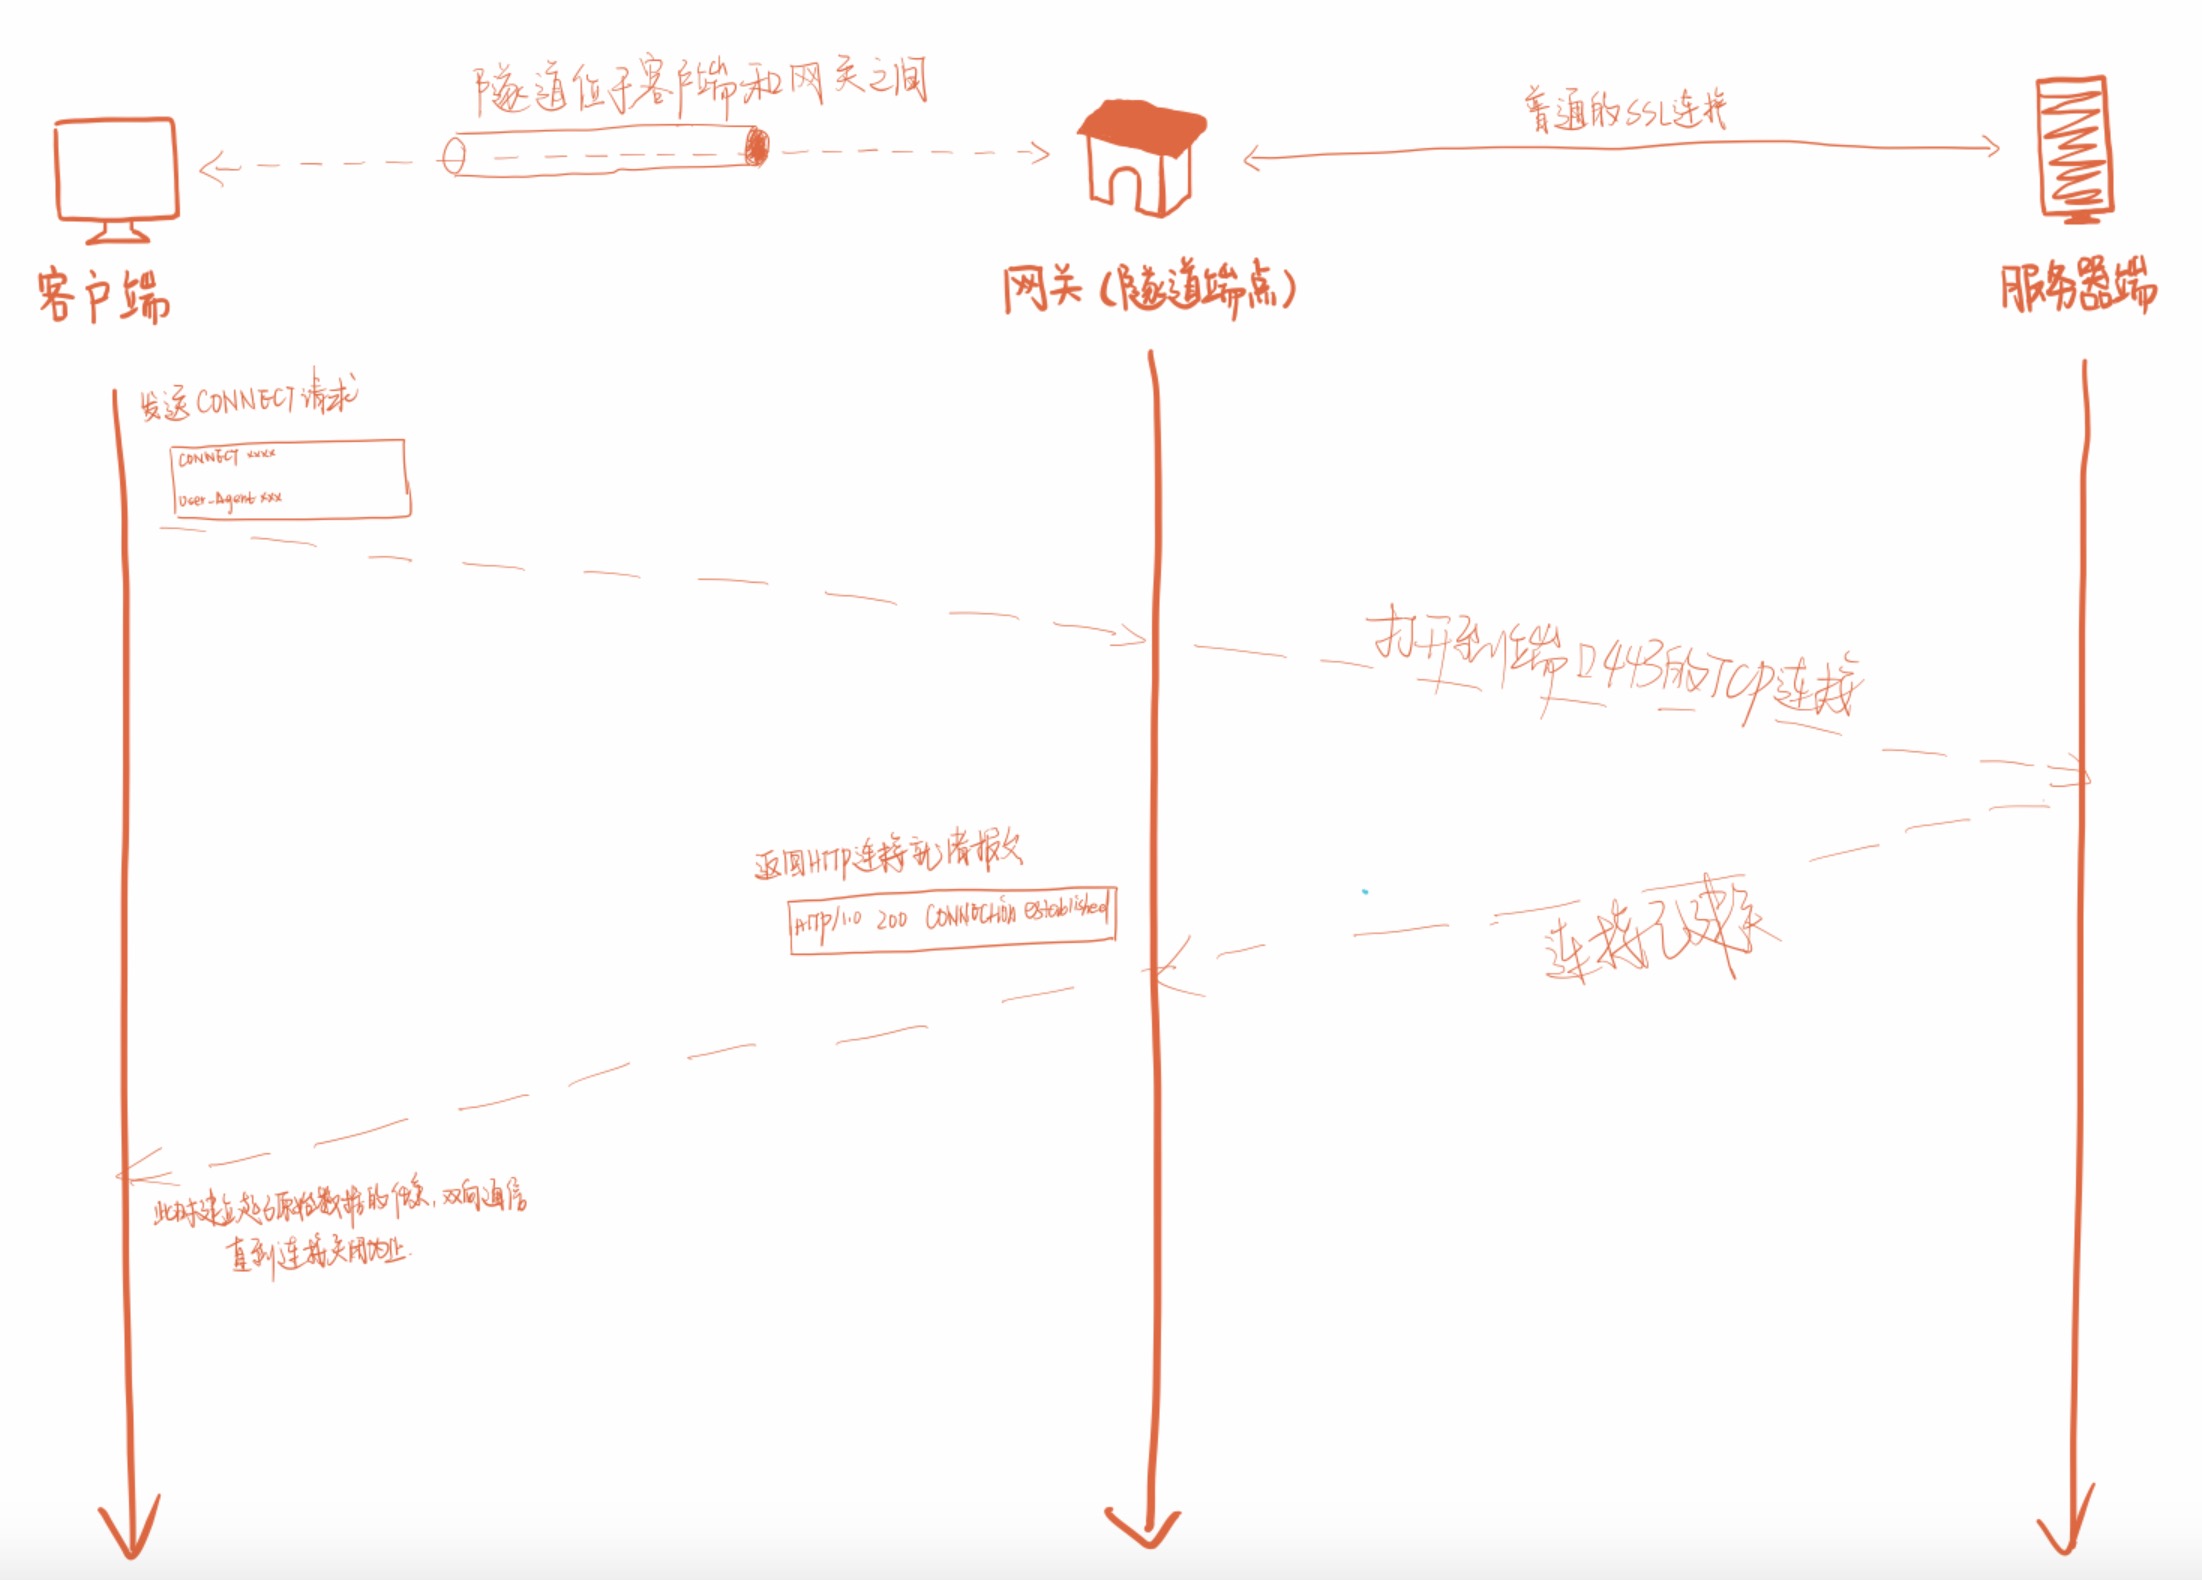 隧道位于客户端和网关之间
普通的SSL连接
客户端
网关(隧道端点)
服务器端
发送CONNECT请求
CONNECT xxxx
User-Agent xxx
打开到 端口443的TCP连接
返回HTTP连接就绪报文
HTTP/1.0 200 CONNECtion established
连接已建
此时建立起了原始数据的 ,双向通信
直到连接关闭为止.